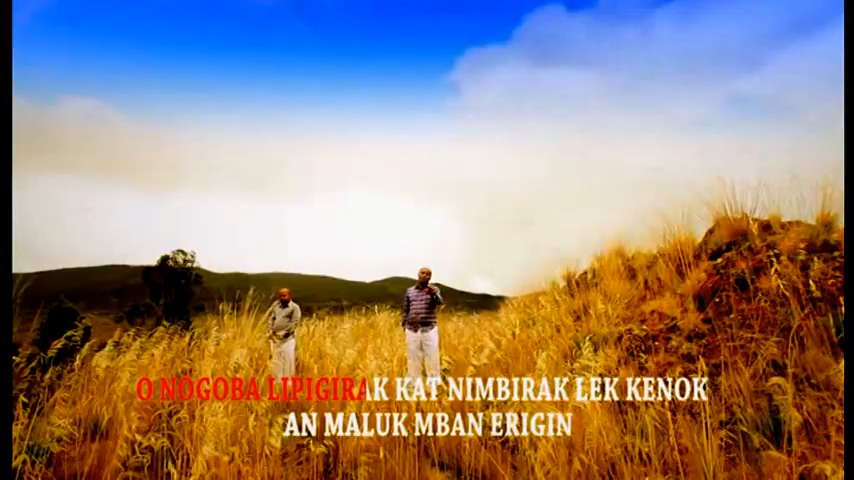 O NOGOBA LIPIGIRAK KAT NIMBIRAK LEK KENOK
AN MALUK MBAN ERIGIN